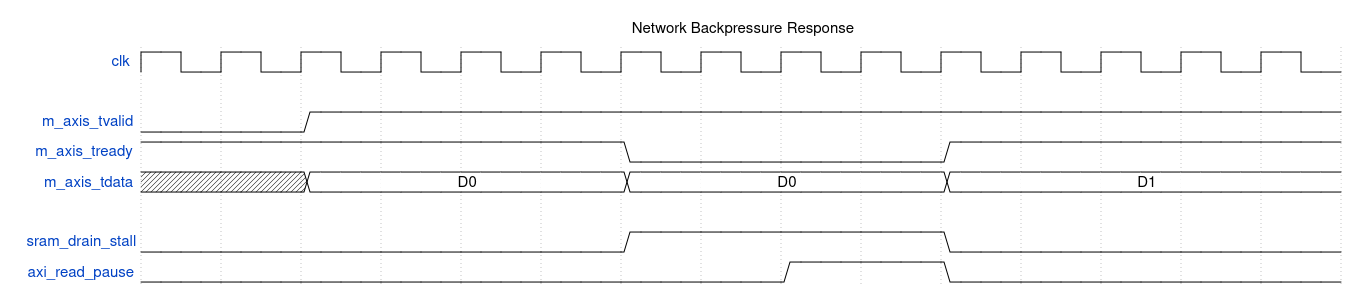 Network Backpressure Response
clk
m_axis_tvalid
m_axis_tready
m_axis_tdata D0 D0 D1
sram_drain_stall
axi_read_pause